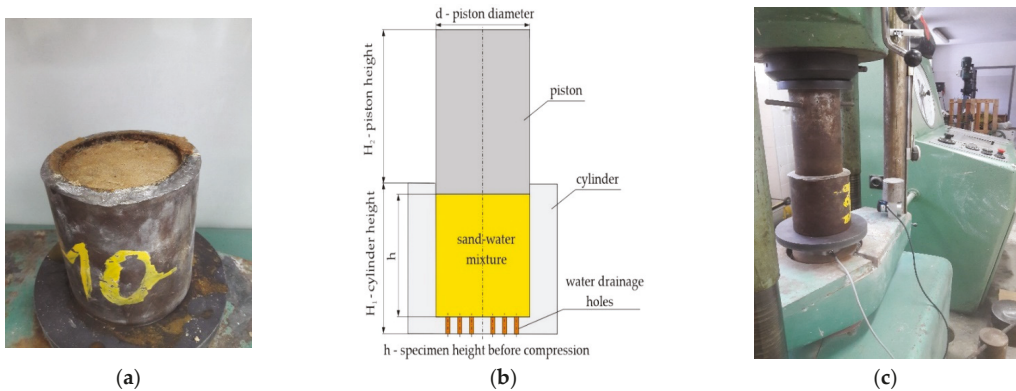 d - piston diameter
H₂ - piston height
piston
cylinder
H₁ - cylinder height
h
sand-water
mixture
water drainage
holes
h - specimen height before compression
10
(a)
(b)
(c)